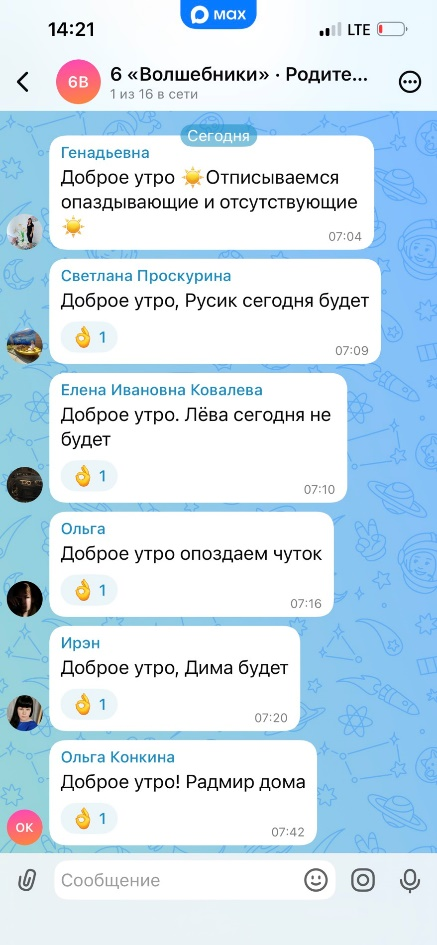 14:21
max
LTE
6В
6 «Волшебники» · Родите...
1 из 16 в сети
Сегодня
Генадьевна
Доброе утро ☀️Отписываемся
опаздывающие и отсутствующие
☀️
07:04
Светлана Проскурина
Доброе утро, Русик сегодня будет
👌 1
07:09
Елена Ивановна Ковалева
Доброе утро. Лёва сегодня не
будет
👌 1
07:10
Ольга
Доброе утро опоздаем чуток
👌 1
07:16
Ирэн
Доброе утро, Дима будет
👌 1
07:20
Ольга Конкина
Доброе утро! Радмир дома
👌 1
07:42
ОК
Сообщение